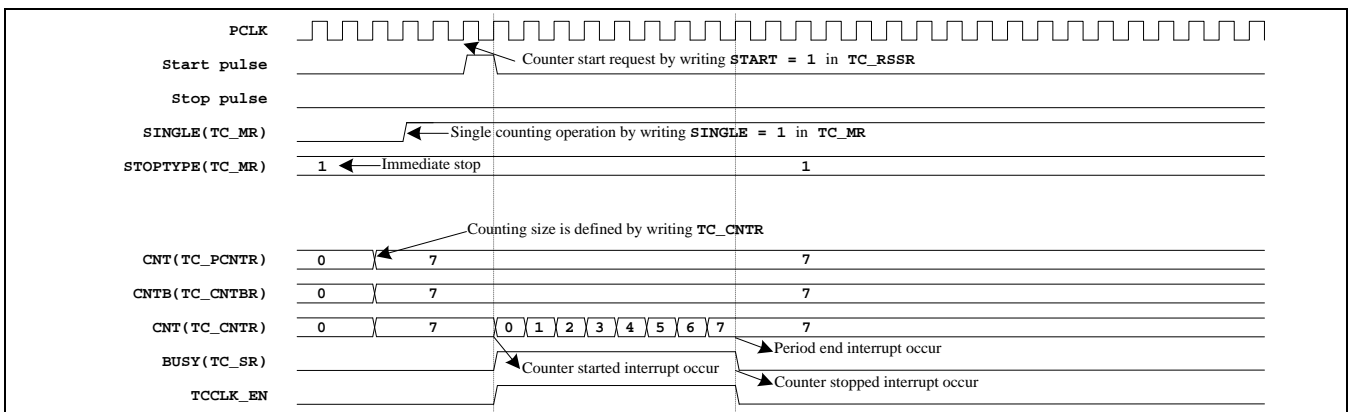 PCLK
Start pulse
Counter start request by writing START = 1 in TC_RSSR
Stop pulse
SINGLE(TC_MR)
Single counting operation by writing SINGLE = 1 in TC_MR
STOPTYPE(TC_MR) 1 Immediate stop 1
Counting size is defined by writing TC_CNTR
CNT(TC_PCNTR) 0 7 7
CNTB(TC_CNTBR) 0 7 7
CNT(TC_CNTR) 0 7 0 1 2 3 4 5 6 7 7
Period end interrupt occur
BUSY(TC_SR)
Counter started interrupt occur
Counter stopped interrupt occur
TCCLK_EN